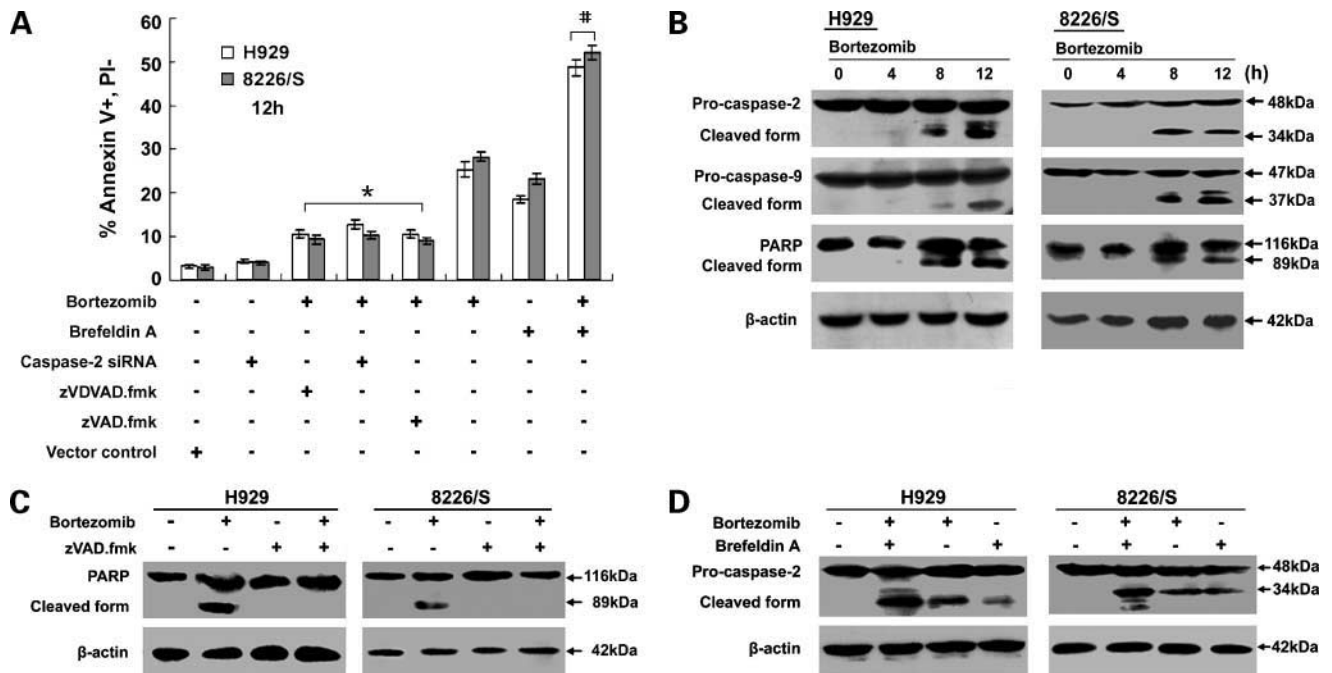 A
60
50
40
30
20
10
0
% Annexin V+, PI-
H929
8226/S
12h
*
#
Bortezomib - - + + + + - +
Brefeldin A - - - - - - + +
Caspase-2 siRNA - + - + - - - -
zVDVAD.fmk - - + - - - - -
zVAD.fmk - - - - + - - -
Vector control + - - - - - - -
B
H929 8226/S
Bortezomib Bortezomib
0 4 8 12 0 4 8 12 (h)
Pro-caspase-2 48kDa
Cleaved form 34kDa
Pro-caspase-9 47kDa
Cleaved form 37kDa
PARP 116kDa
Cleaved form 89kDa
β-actin 42kDa
C
H929 8226/S
Bortezomib - + - + - + - +
zVAD.fmk - - + + - - + +
PARP 116kDa
Cleaved form 89kDa
β-actin 42kDa
D
H929 8226/S
Bortezomib - + + - - + + -
Brefeldin A - + - + - + - +
Pro-caspase-2 48kDa
Cleaved form 34kDa
β-actin 42kDa